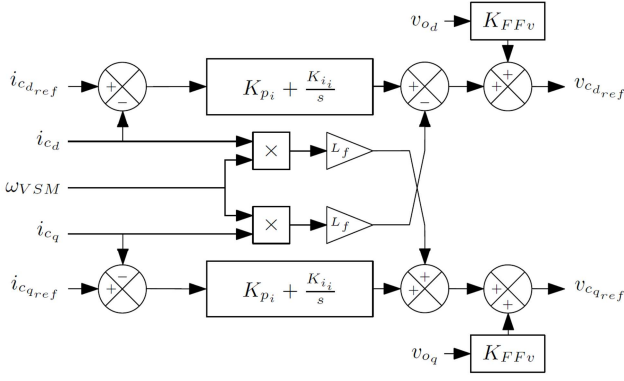 v_{o_d} K_{FFv}
i_{c_{d_{ref}}} + − K_{p_i} + \frac{K_{i_i}}{s} + − + + v_{c_{d_{ref}}}
i_{c_d} × L_f
ω_{VSM}
i_{c_q} × L_f
i_{c_{q_{ref}}} − + K_{p_i} + \frac{K_{i_i}}{s} + + + + v_{c_{q_{ref}}}
v_{o_q} K_{FFv}